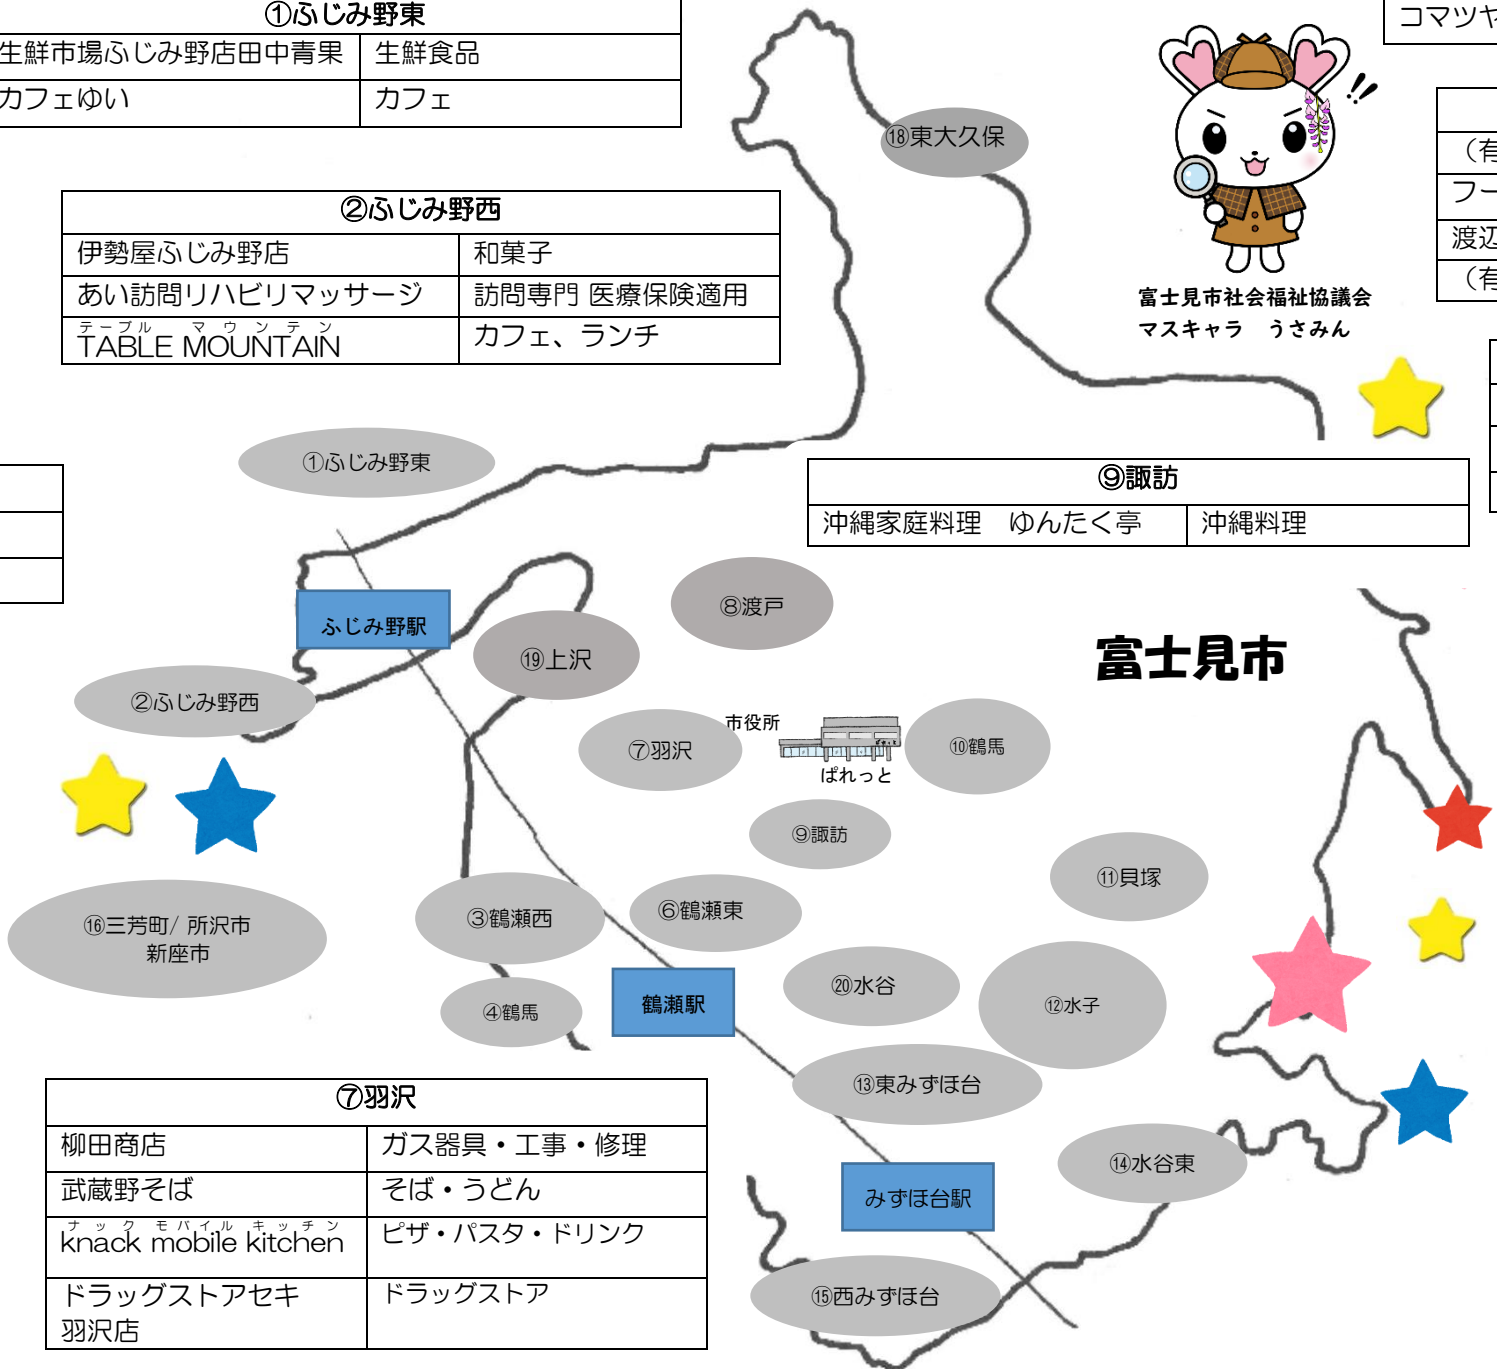 ①ふじみ野東
生鮮市場ふじみ野店田中青果 生鮮食品
カフェゆい カフェ
コマツヤ
（有
フー
渡辺
（有
⑱東大久保
②ふじみ野西
伊勢屋ふじみ野店 和菓子
あい訪問リハビリマッサージ 訪問専門 医療保険適用
テーブル マウンテン
TABLE MOUNTAIN カフェ、ランチ
富士見市社会福祉協議会
マスキャラ うさみん
①ふじみ野東
⑨諏訪
沖縄家庭料理 ゆんたく亭 沖縄料理
ふじみ野駅
⑧渡戸
⑲上沢
富士見市
②ふじみ野西
⑦羽沢
市役所
ぱれっと
⑩鶴馬
⑨諏訪
⑪貝塚
⑯三芳町/ 所沢市
新座市
③鶴瀬西
⑥鶴瀬東
鶴瀬駅
⑳水谷
⑫水子
④鶴馬
⑬東みずほ台
⑭水谷東
みずほ台駅
⑮西みずほ台
⑦羽沢
柳田商店 ガス器具・工事・修理
武蔵野そば そば・うどん
ナック モバイル キッチン
knack mobile kitchen ピザ・パスタ・ドリンク
ドラッグストアセキ ドラッグストア
羽沢店